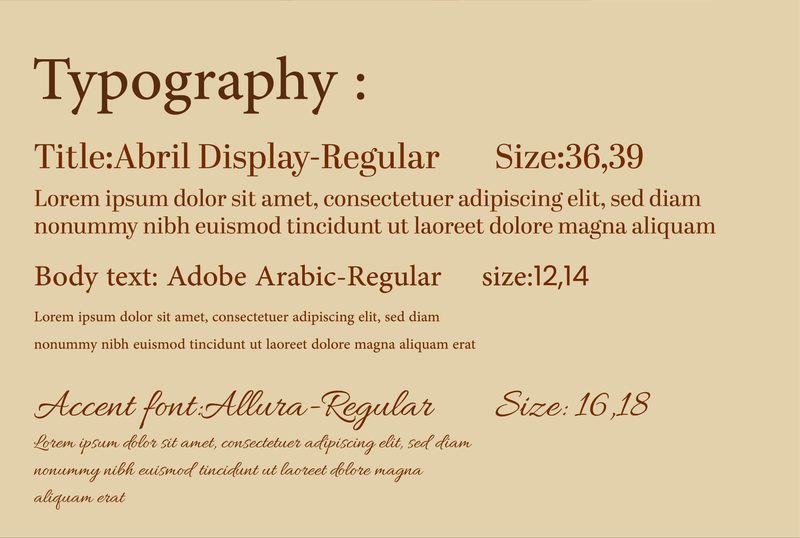 Typography :
Title:Abril Display-Regular Size:36,39
Lorem ipsum dolor sit amet, consectetuer adipiscing elit, sed diam
nonummy nibh euismod tincidunt ut laoreet dolore magna aliquam
Body text: Adobe Arabic-Regular size:12,14
Lorem ipsum dolor sit amet, consectetuer adipiscing elit, sed diam
nonummy nibh euismod tincidunt ut laoreet dolore magna aliquam erat
Accent font:Allura-Regular Size: 16,18
Lorem ipsum dolor sit amet, consectetuer adipiscing elit, sed diam
nonummy nibh euismod tincidunt ut laoreet dolore magna
aliquam erat